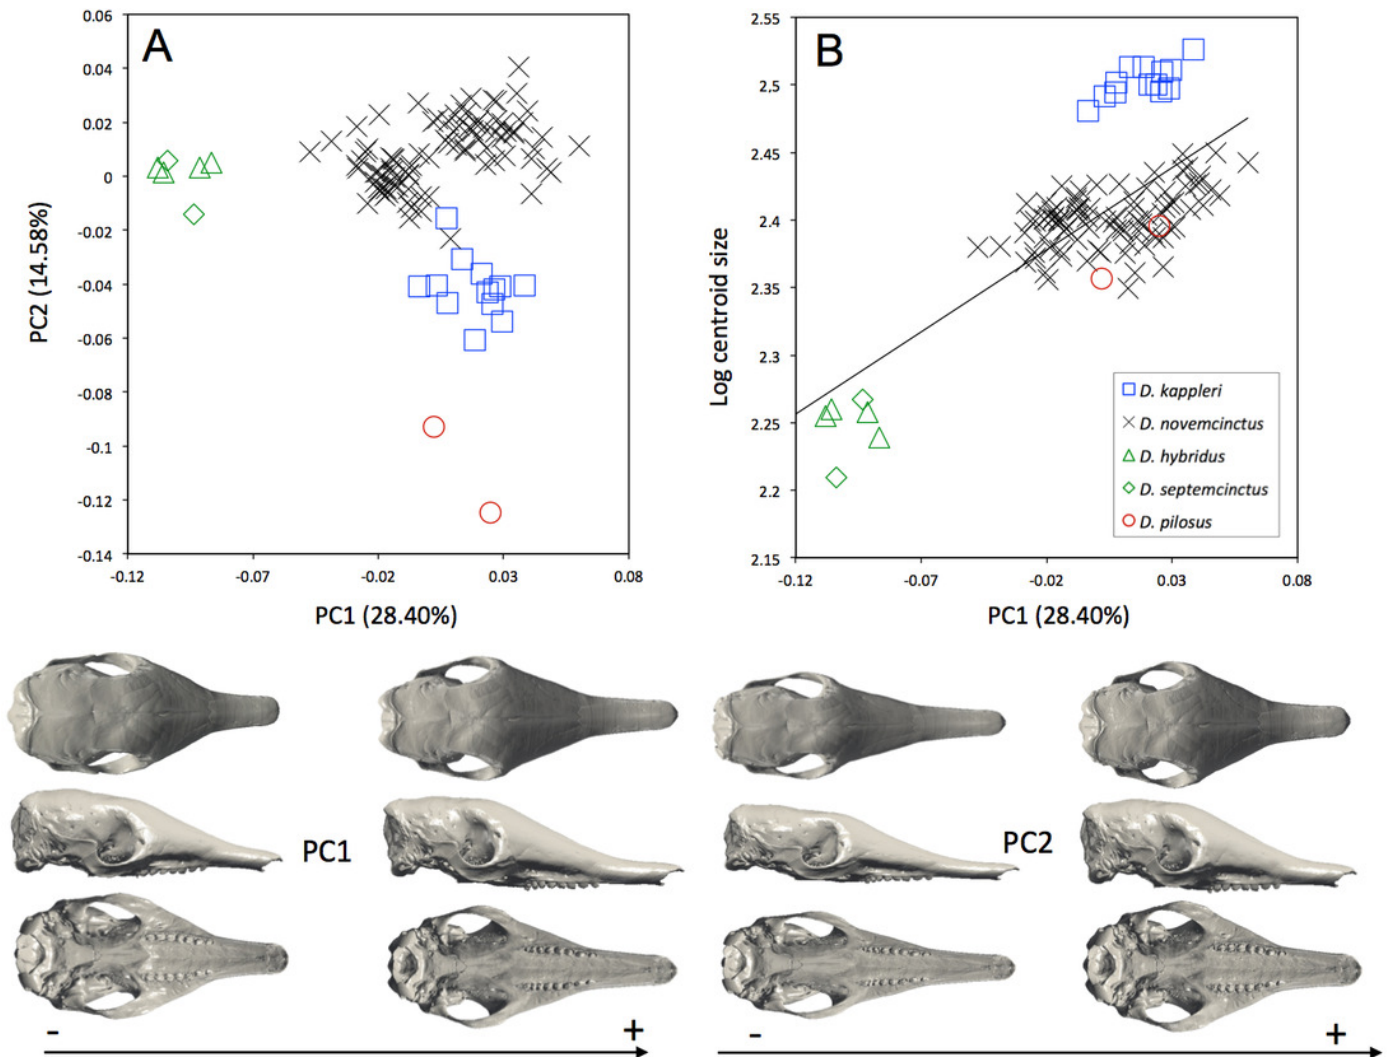 A
0.06
0.04
0.02
0
-0.02
-0.04
-0.06
-0.08
-0.1
-0.12
-0.14
PC2 (14.58%)
-0.12 -0.07 -0.02 0.03 0.08
PC1 (28.40%)
B
2.55
2.5
2.45
2.4
2.35
2.3
2.25
2.2
2.15
Log centroid size
D. kappleri
D. novemcinctus
D. hybridus
D. septemcinctus
D. pilosus
-0.12 -0.07 -0.02 0.03 0.08
PC1 (28.40%)
PC1
PC2
- +
- +